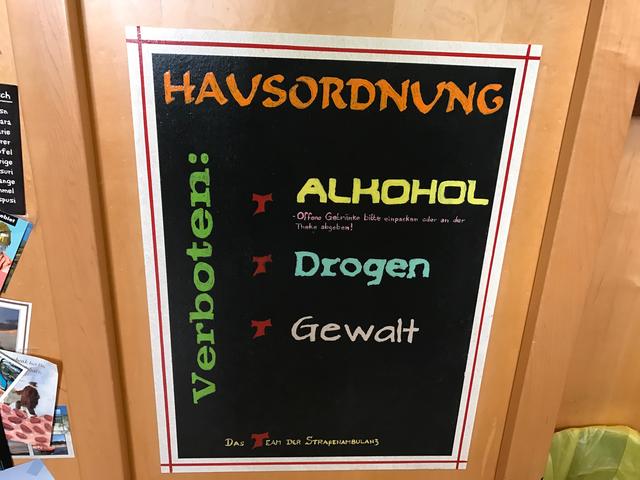 HAUSORDNUNG
Verboten:
ALKOHOL
-Offene Getränke bitte einpacken oder an der
Theke abgeben!
Drogen
Gewalt
DAS TEAM DER STRAßENAMBULANZ